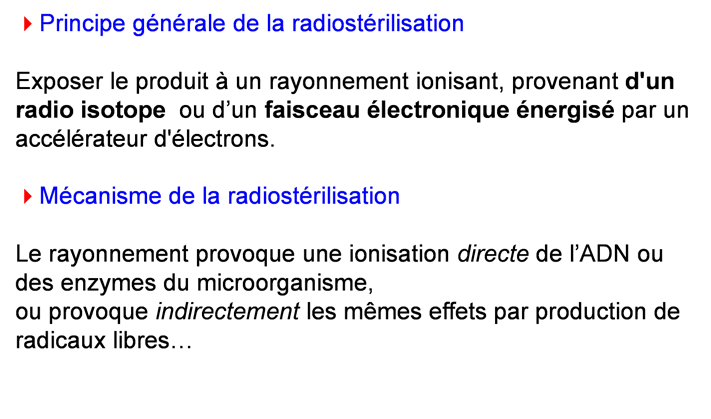 Principe générale de la radiostérilisation
Exposer le produit à un rayonnement ionisant, provenant d'un
radio isotope ou d’un faisceau électronique énergisé par un
accélérateur d'électrons.
Mécanisme de la radiostérilisation
Le rayonnement provoque une ionisation directe de l’ADN ou
des enzymes du microorganisme,
ou provoque indirectement les mêmes effets par production de
radicaux libres…